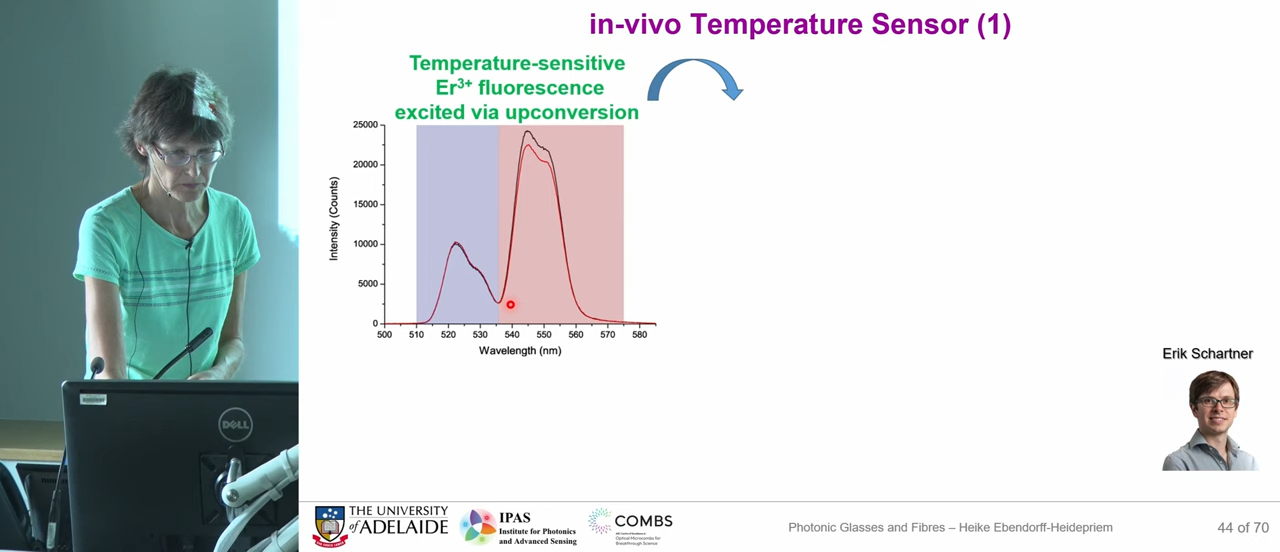 in-vivo Temperature Sensor (1)
Temperature-sensitive
Er3+ fluorescence
excited via upconversion
25000
20000
15000
10000
5000
0
Intensity (Counts)
500 510 520 530 540 550 560 570 580
Wavelength (nm)
Erik Schartner
DELL
THE UNIVERSITY
of ADELAIDE
IPAS
Institute for Photonics
and Advanced Sensing
COMBS
Photonic Glasses and Fibres – Heike Ebendorff-Heidepriem
44 of 70